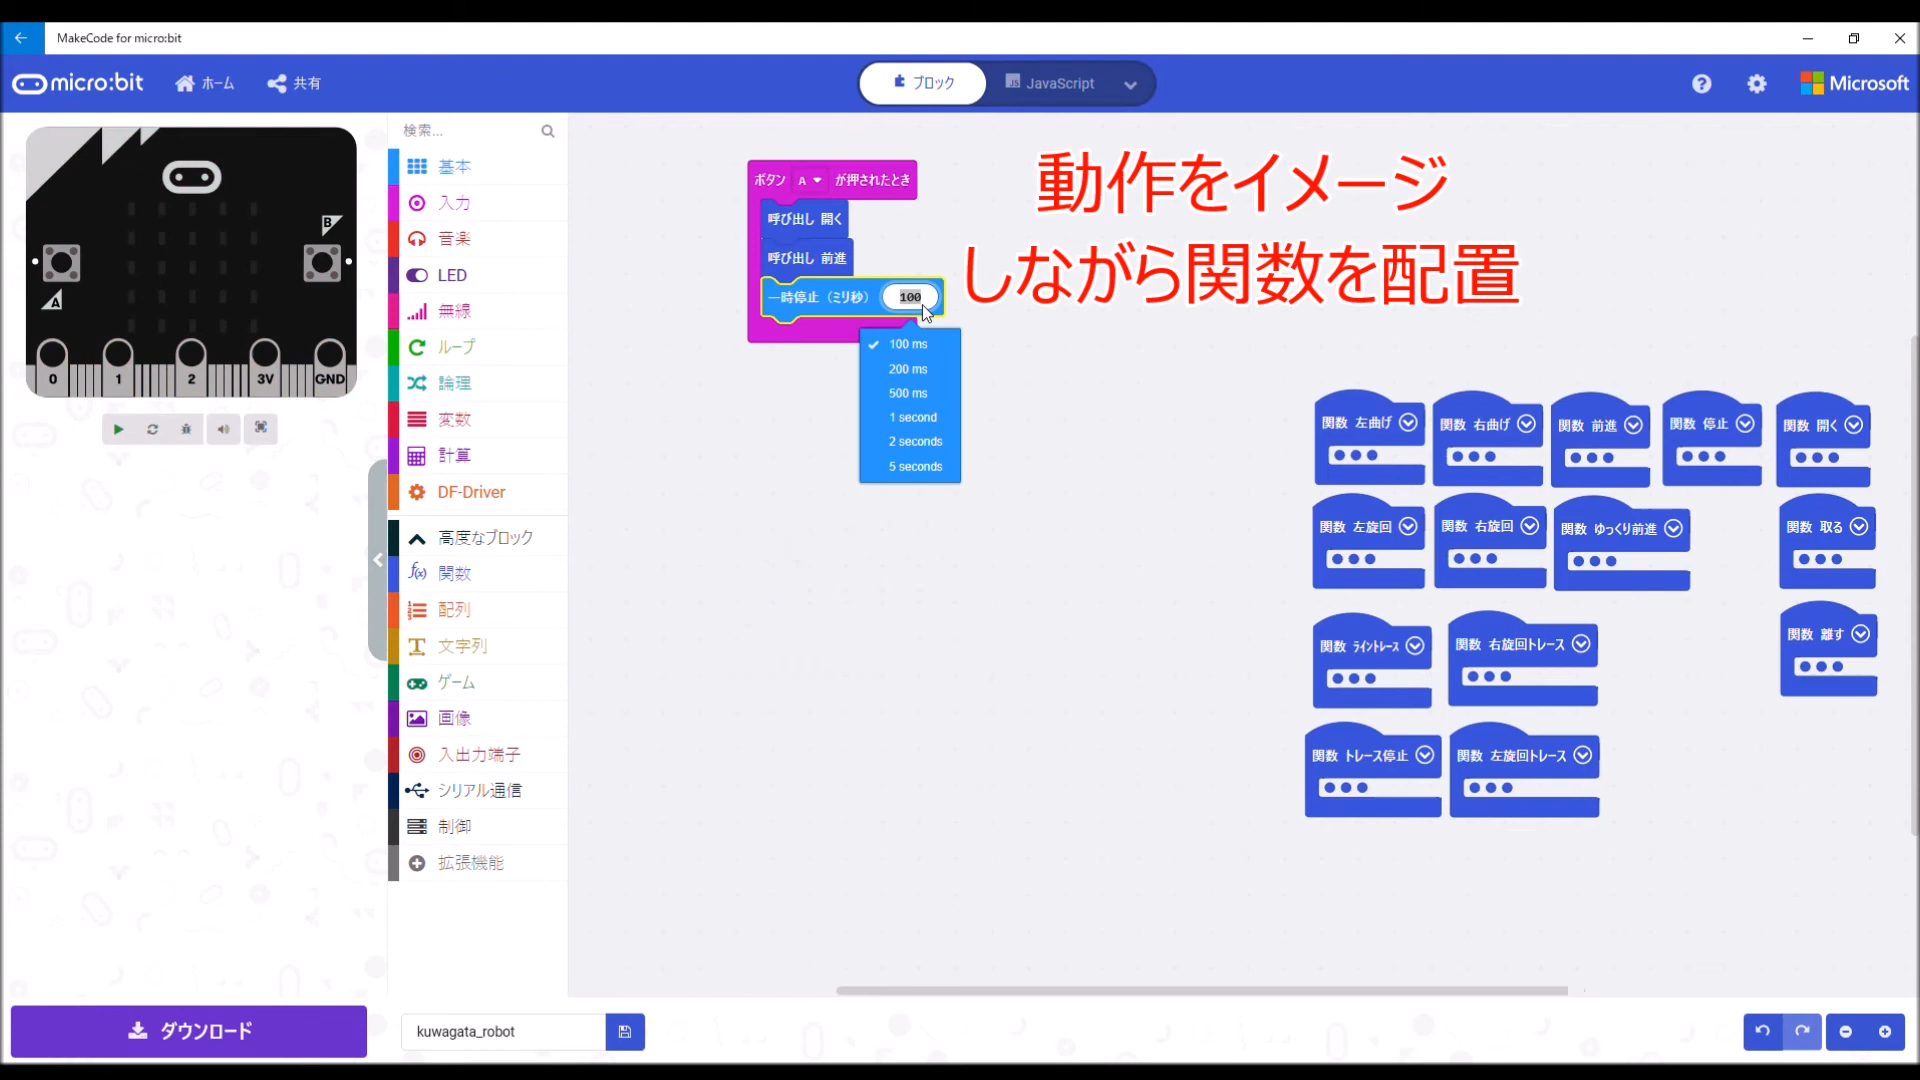 MakeCode for micro:bit
micro:bit
ホーム
共有
ブロック
JS JavaScript
Microsoft
A
B
0
1
2
3V
GND
検索...
基本
入力
音楽
LED
無線
ループ
論理
変数
計算
DF-Driver
高度なブロック
f(x) 関数
配列
文字列
ゲーム
画像
入出力端子
シリアル通信
制御
拡張機能
ボタン A が押されたとき
呼び出し 開く
呼び出し 前進
一時停止（ミリ秒） 100
100 ms
200 ms
500 ms
1 second
2 seconds
5 seconds
動作をイメージ
しながら関数を配置
関数 左曲げ
関数 右曲げ
関数 前進
関数 停止
関数 開く
関数 左旋回
関数 右旋回
関数 ゆっくり前進
関数 取る
関数 ライントレース
関数 右旋回トレース
関数 離す
関数 トレース停止
関数 左旋回トレース
ダウンロード
kuwagata_robot